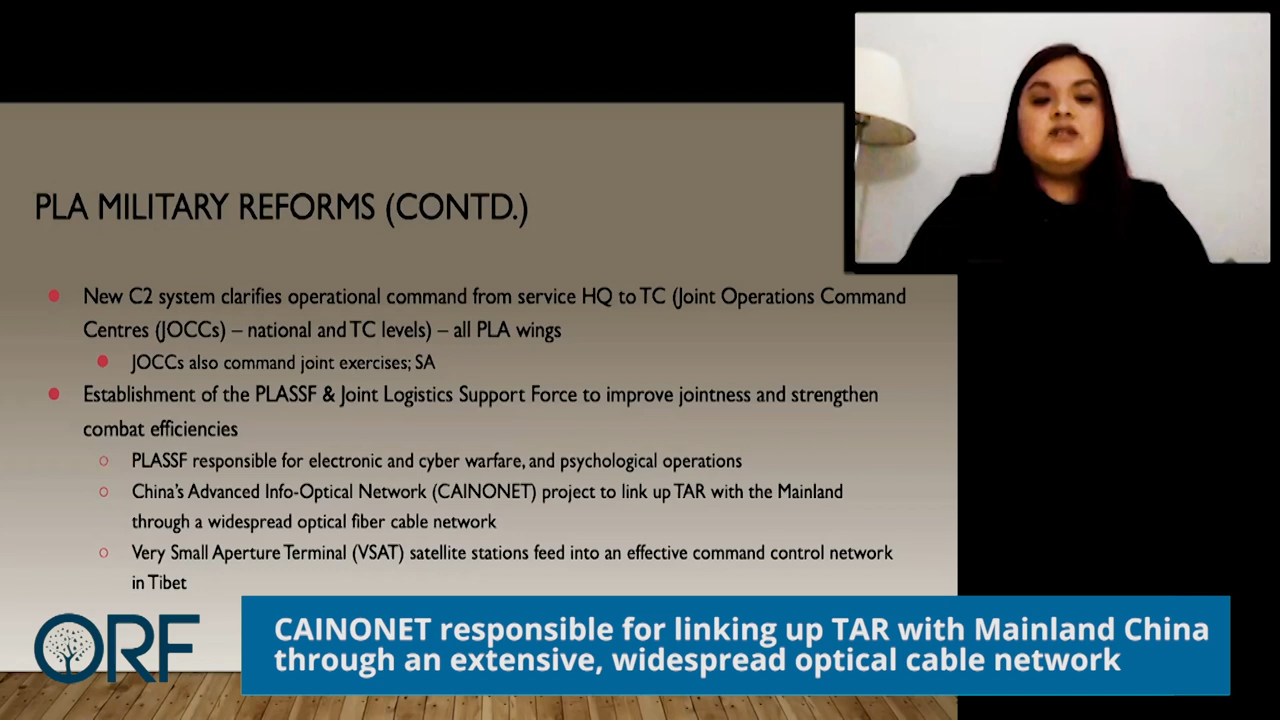 PLA MILITARY REFORMS (CONTD.)
New C2 system clarifies operational command from service HQ to TC (Joint Operations Command
Centres (JOCCs) – national and TC levels) – all PLA wings
JOCCs also command joint exercises; SA
Establishment of the PLASSF & Joint Logistics Support Force to improve jointness and strengthen
combat efficiencies
PLASSF responsible for electronic and cyber warfare, and psychological operations
China's Advanced Info-Optical Network (CAINONET) project to link up TAR with the Mainland
through a widespread optical fiber cable network
Very Small Aperture Terminal (VSAT) satellite stations feed into an effective command control network
in Tibet
ORF
CAINONET responsible for linking up TAR with Mainland China
through an extensive, widespread optical cable network